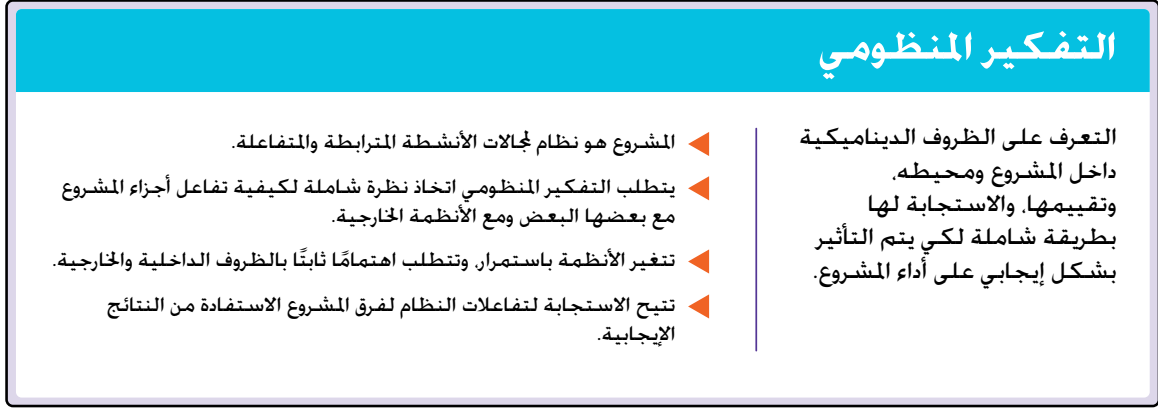 التفكير المنظومي
التعرف على الظروف الديناميكية
داخل المشروع ومحيطه،
وتقييمها، والاستجابة لها
بطريقة شاملة لكي يتم التأثير
بشكل إيجابي على أداء المشروع.
المشروع هو نظام لمجالات الأنشطة المترابطة والمتفاعلة.
يتطلب التفكير المنظومي اتخاذ نظرة شاملة لكيفية تفاعل أجزاء المشروع
مع بعضها البعض ومع الأنظمة الخارجية.
تتغير الأنظمة باستمرار، وتتطلب اهتمامًا ثابتًا بالظروف الداخلية والخارجية.
تتيح الاستجابة لتفاعلات النظام لفرق المشروع الاستفادة من النتائج
الإيجابية.